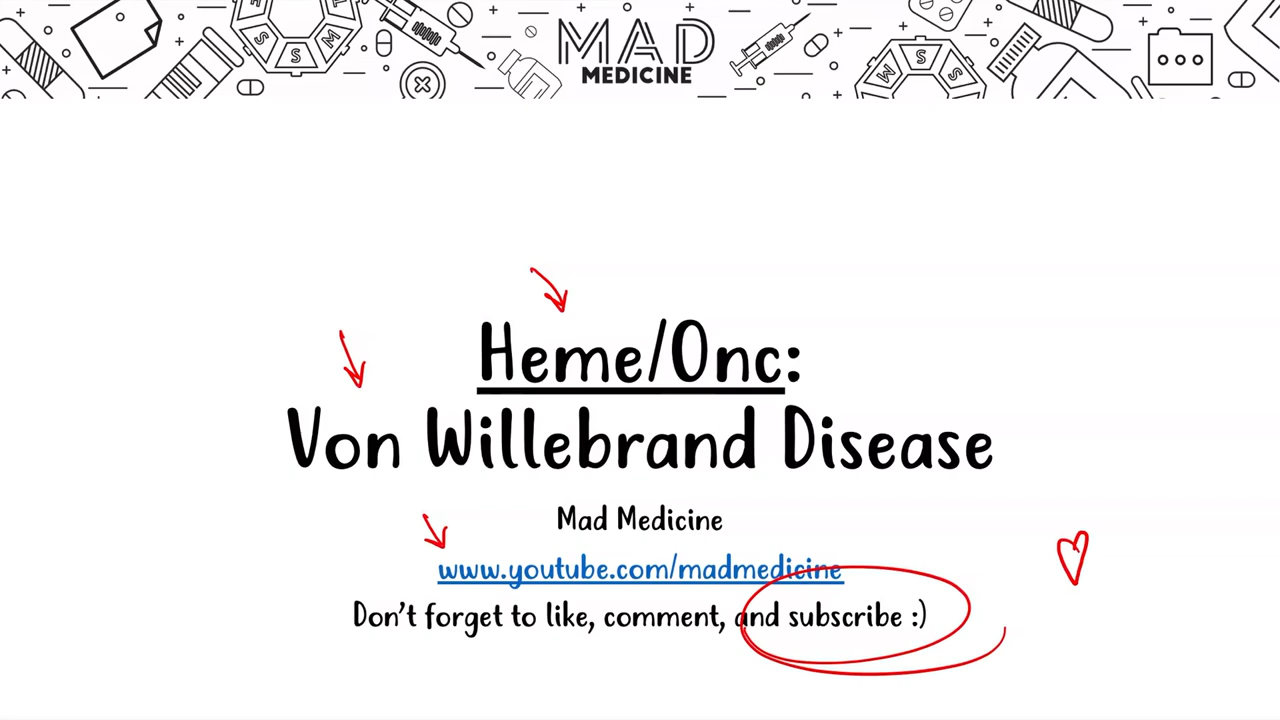 MAD
MEDICINE
Heme/Onc:
Von Willebrand Disease
Mad Medicine
www.youtube.com/madmedicine
Don't forget to like, comment, and subscribe :)